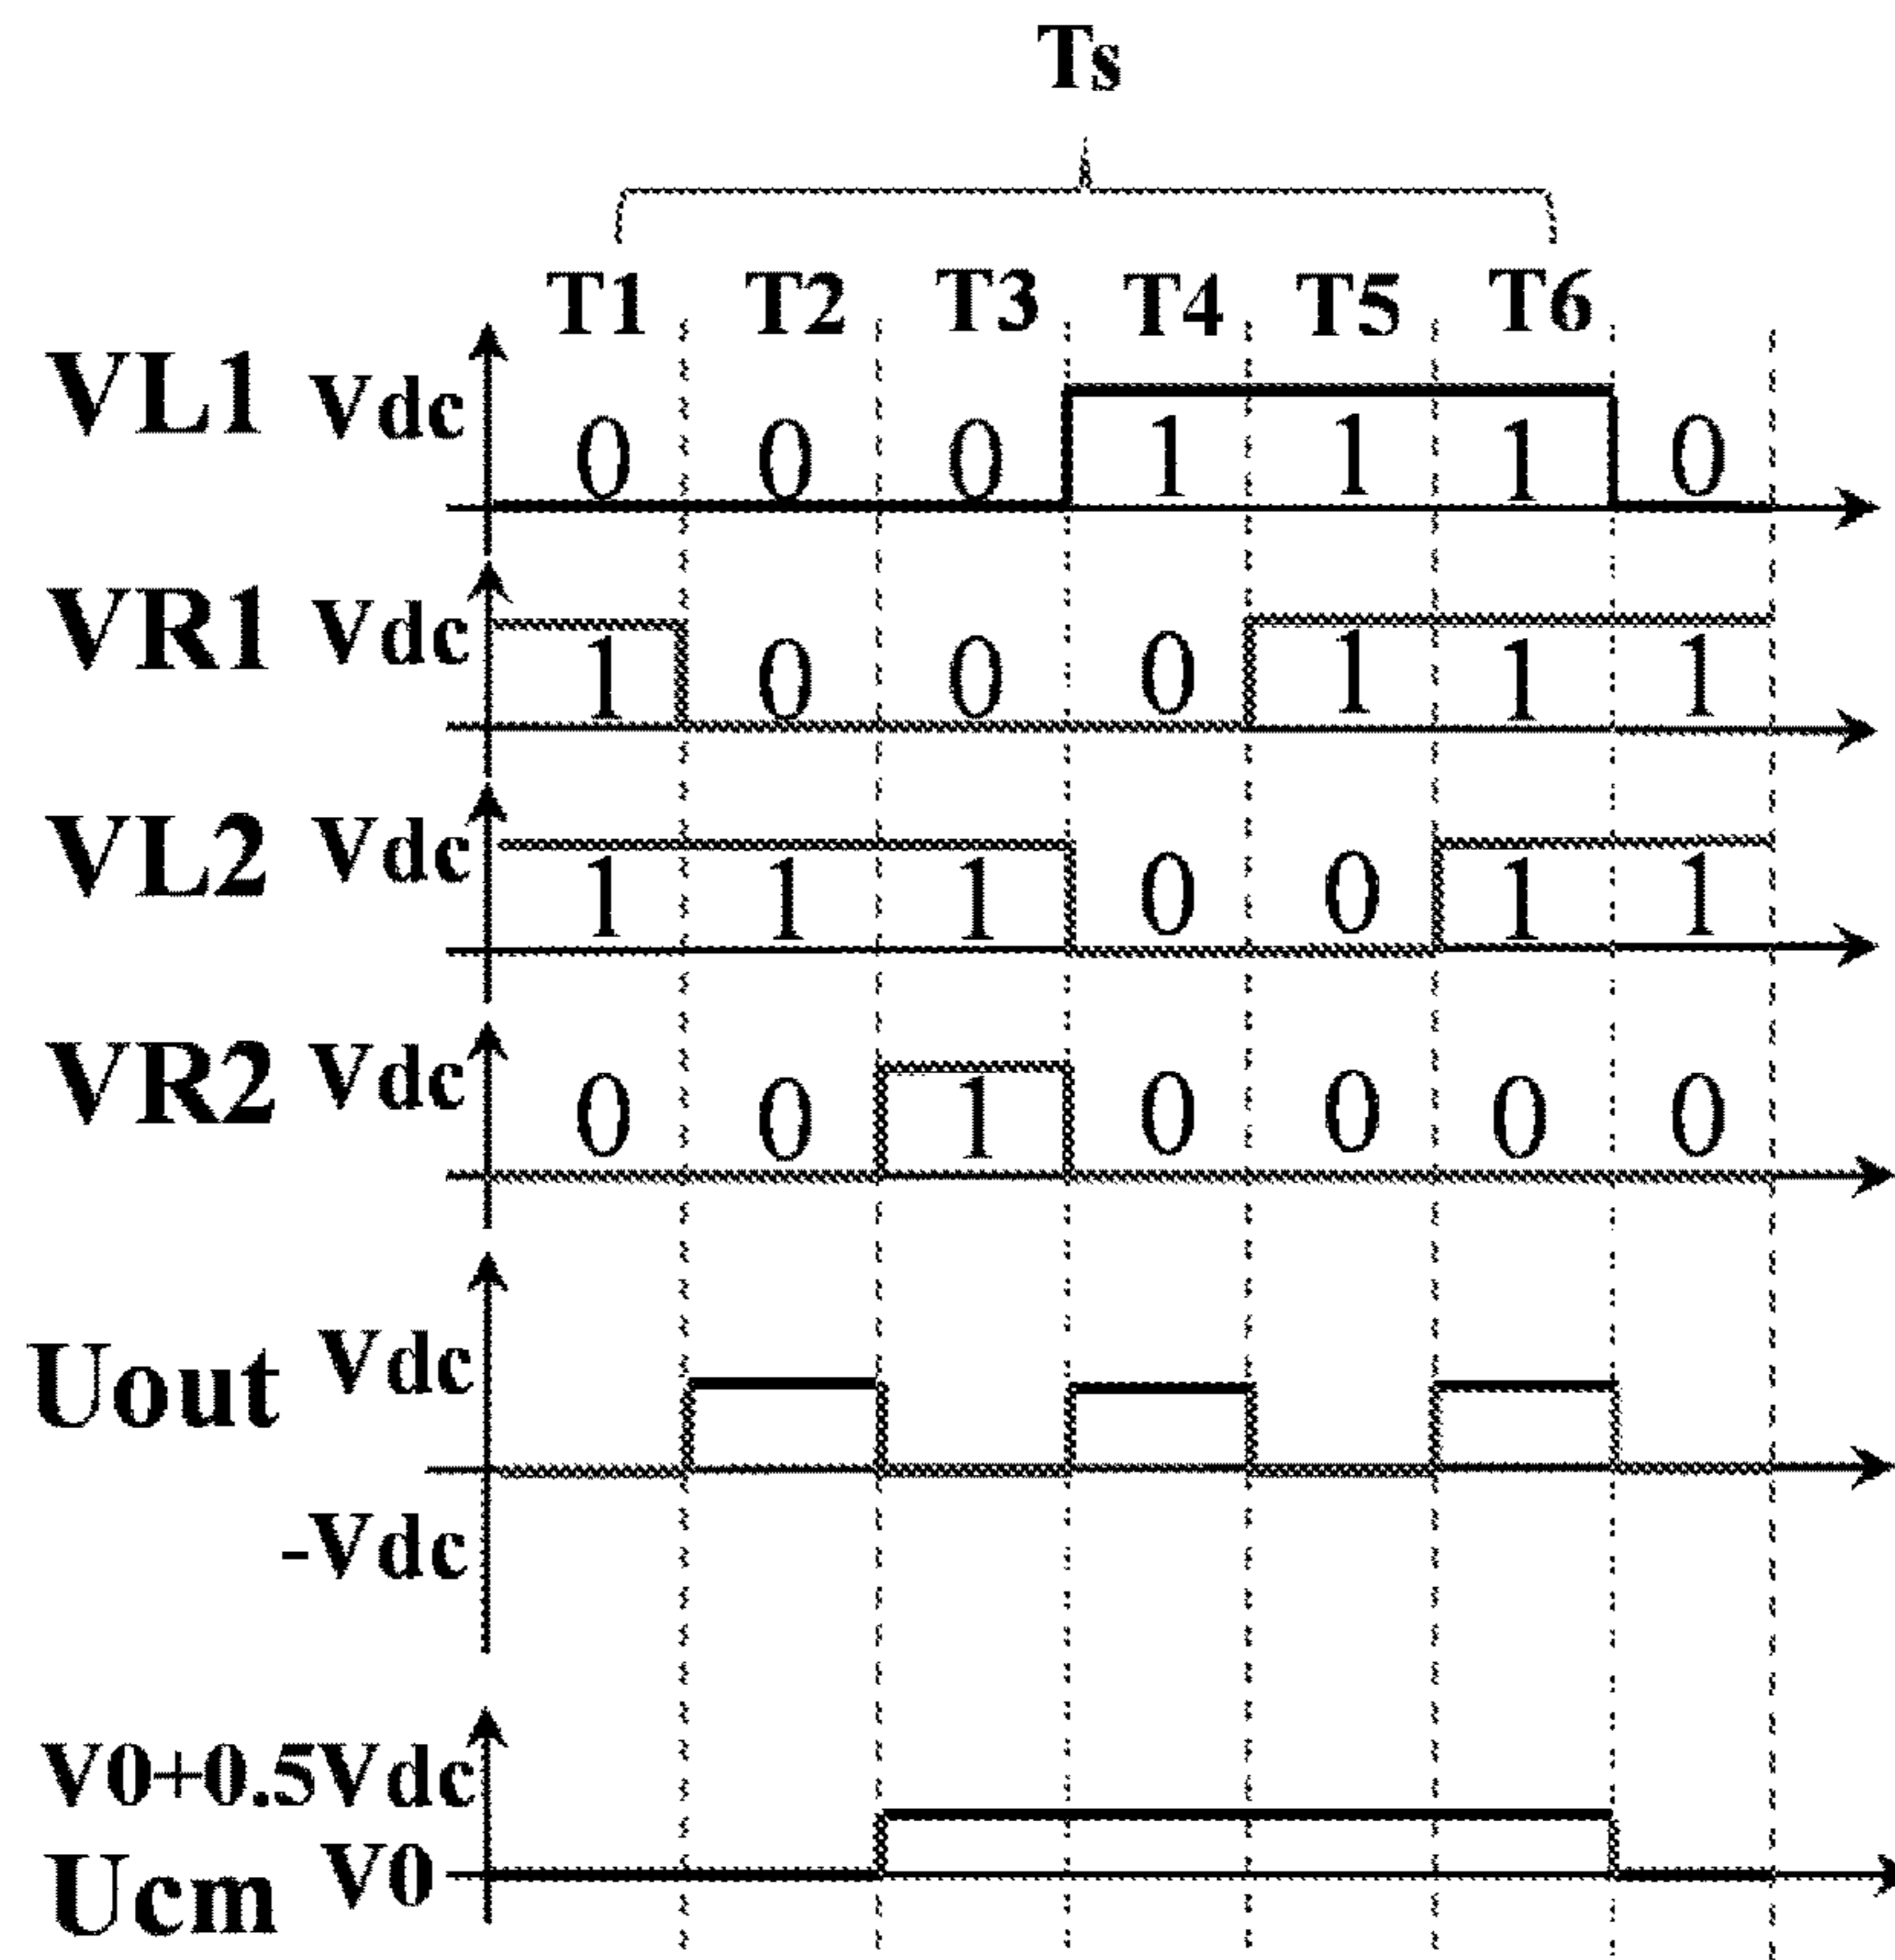 Ts
T1 T2 T3 T4 T5 T6
VL1 Vdc 0 0 0 1 1 1 0
VR1 Vdc 1 0 0 0 1 1 1
VL2 Vdc 1 1 1 0 0 1 1
VR2 Vdc 0 0 1 0 0 0 0
Uout Vdc
-Vdc
V0+0.5Vdc
Ucm V0